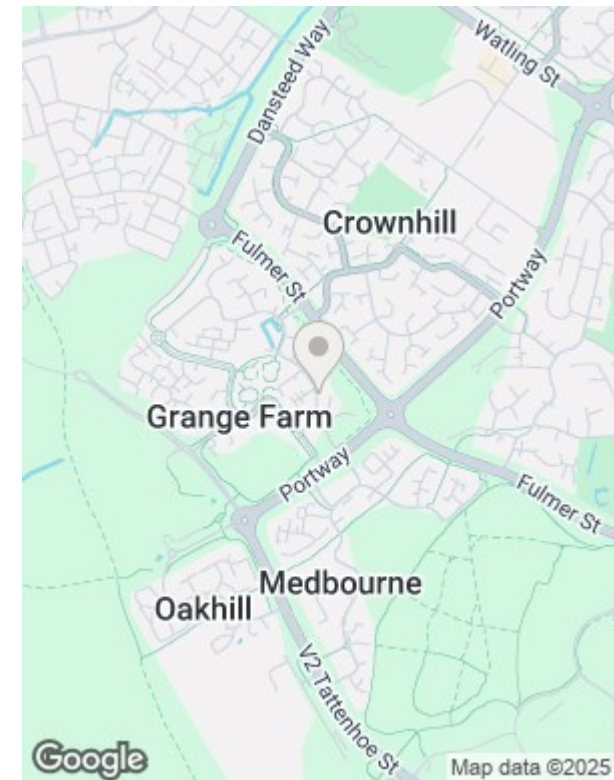 Watling St
Dansteed Way
Crownhill
Fulmer St
Portway
Grange Farm
Portway
Fulmer St
Medbourne
Oakhill
V2 Tattenhoe St
Google
Map data ©2025